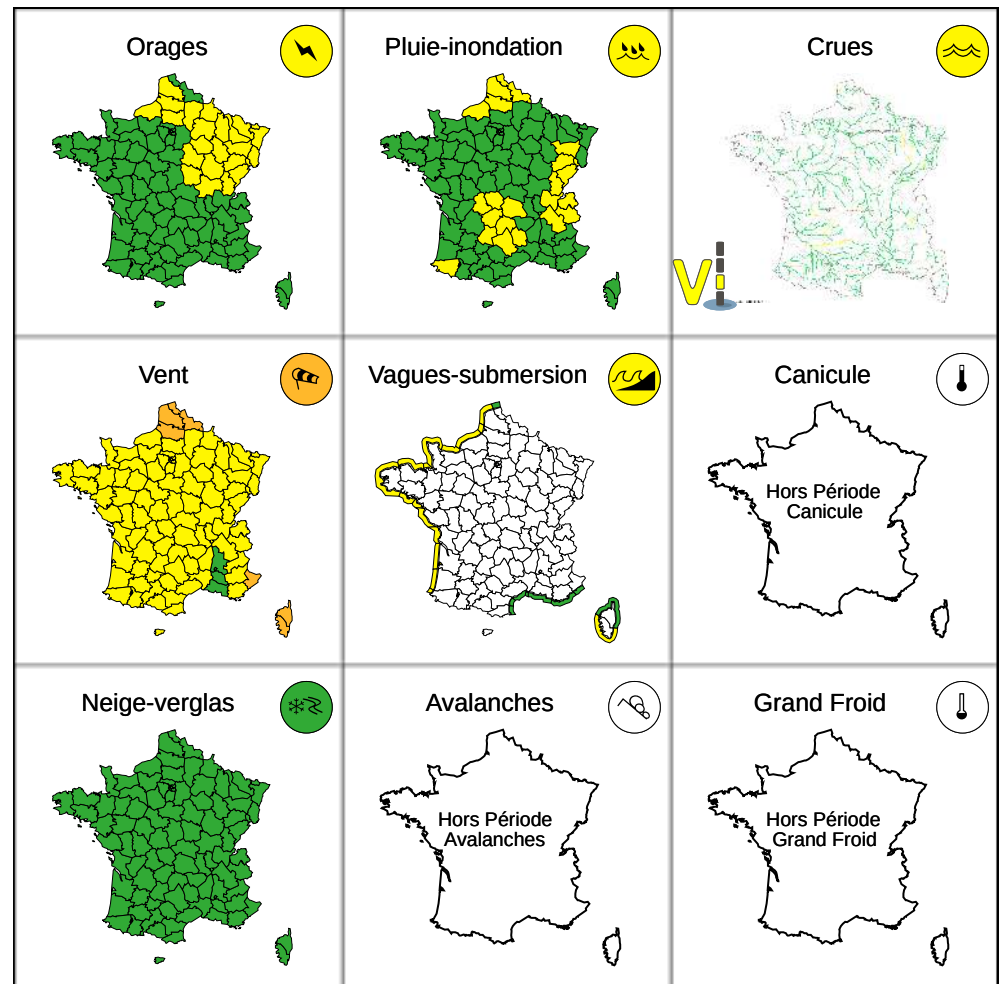 Orages
Pluie-inondation
Crues
Vi
Vent
Vagues-submersion
Canicule
Hors Période
Canicule
Neige-verglas
Avalanches
Grand Froid
Hors Période
Avalanches
Hors Période
Grand Froid